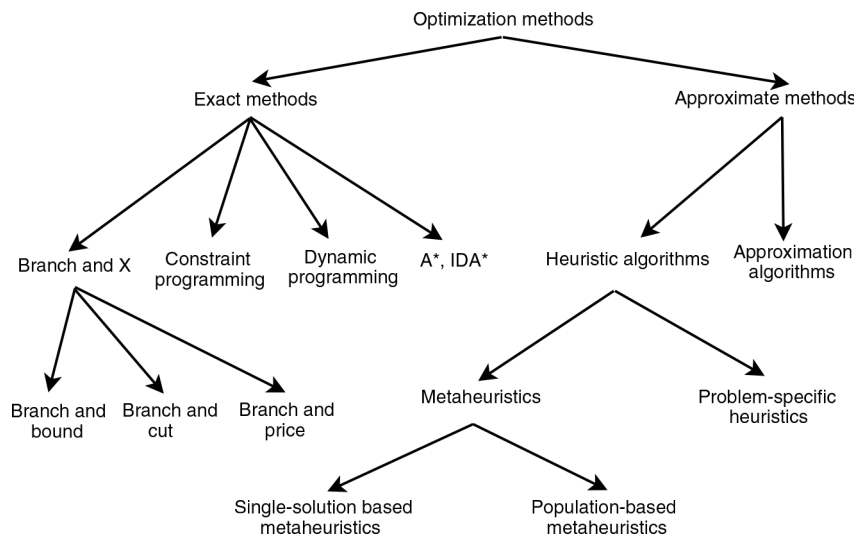 Optimization methods
Exact methods
Approximate methods
Branch and X
Constraint
programming
Dynamic
programming
A*, IDA*
Heuristic algorithms
Approximation
algorithms
Branch and
bound
Branch and
cut
Branch and
price
Metaheuristics
Problem-specific
heuristics
Single-solution based
metaheuristics
Population-based
metaheuristics